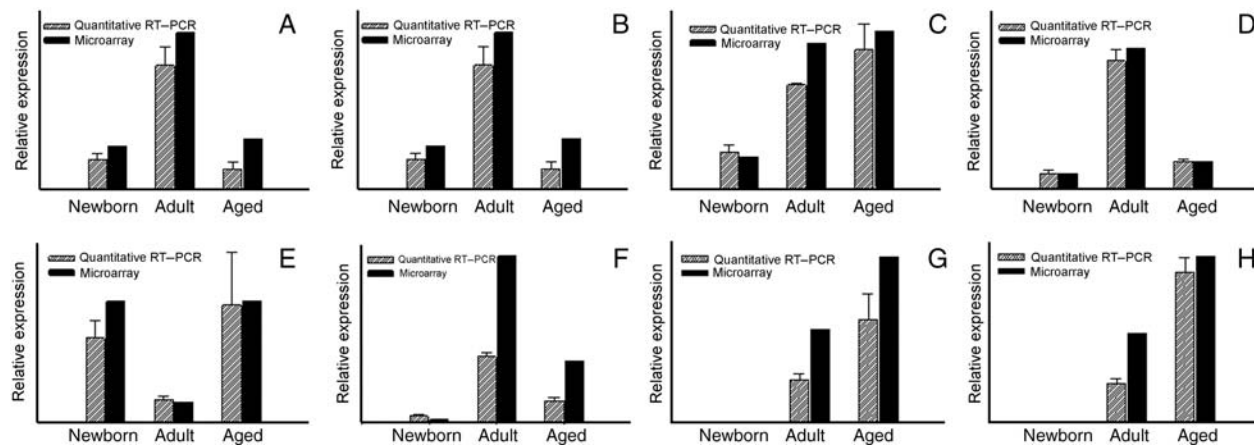 A
Quantitative RT–PCR
Microarray
Relative expression
Newborn Adult Aged
B
Quantitative RT–PCR
Microarray
Relative expression
Newborn Adult Aged
C
Quantitative RT–PCR
Microarray
Relative expression
Newborn Adult Aged
D
Quantitative RT–PCR
Microarray
Relative expression
Newborn Adult Aged
E
Quantitative RT–PCR
Microarray
Relative expression
Newborn Adult Aged
F
Quantitative RT–PCR
Microarray
Relative expression
Newborn Adult Aged
G
Quantitative RT–PCR
Microarray
Relative expression
Newborn Adult Aged
H
Quantitative RT–PCR
Microarray
Relative expression
Newborn Adult Aged